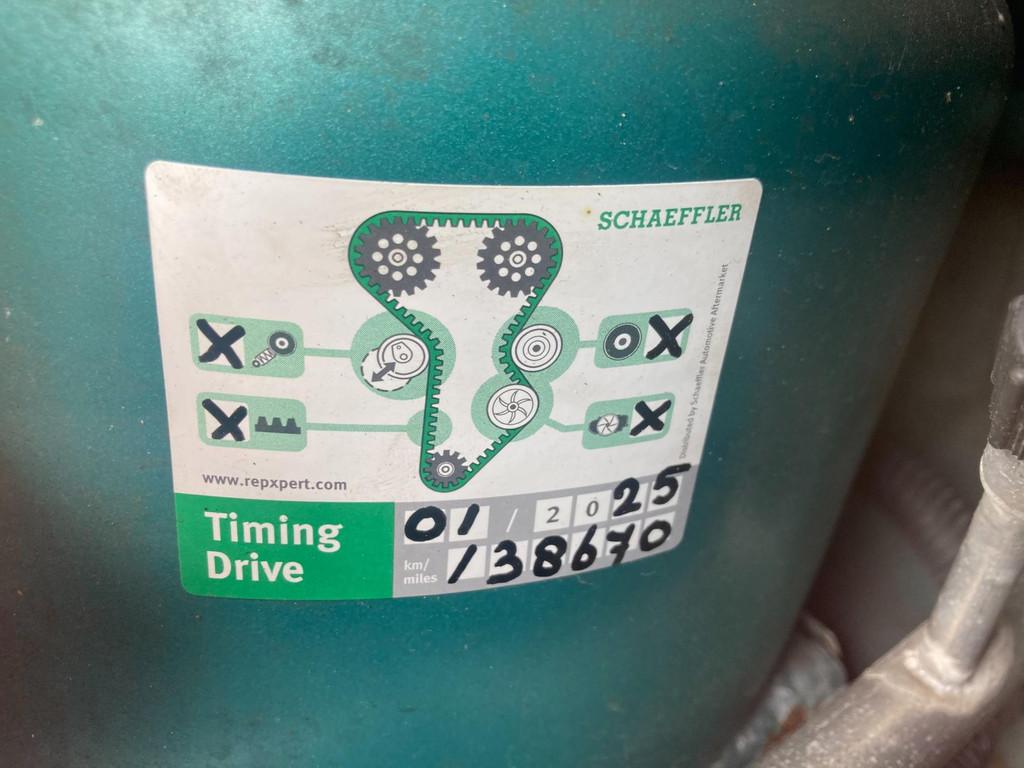 SCHAEFFLER
X
X
X
X
Distributed by Schaeffler Automotive Aftermarket
www.repxpert.com
Timing
Drive
01 / 2025
km/
miles
138670